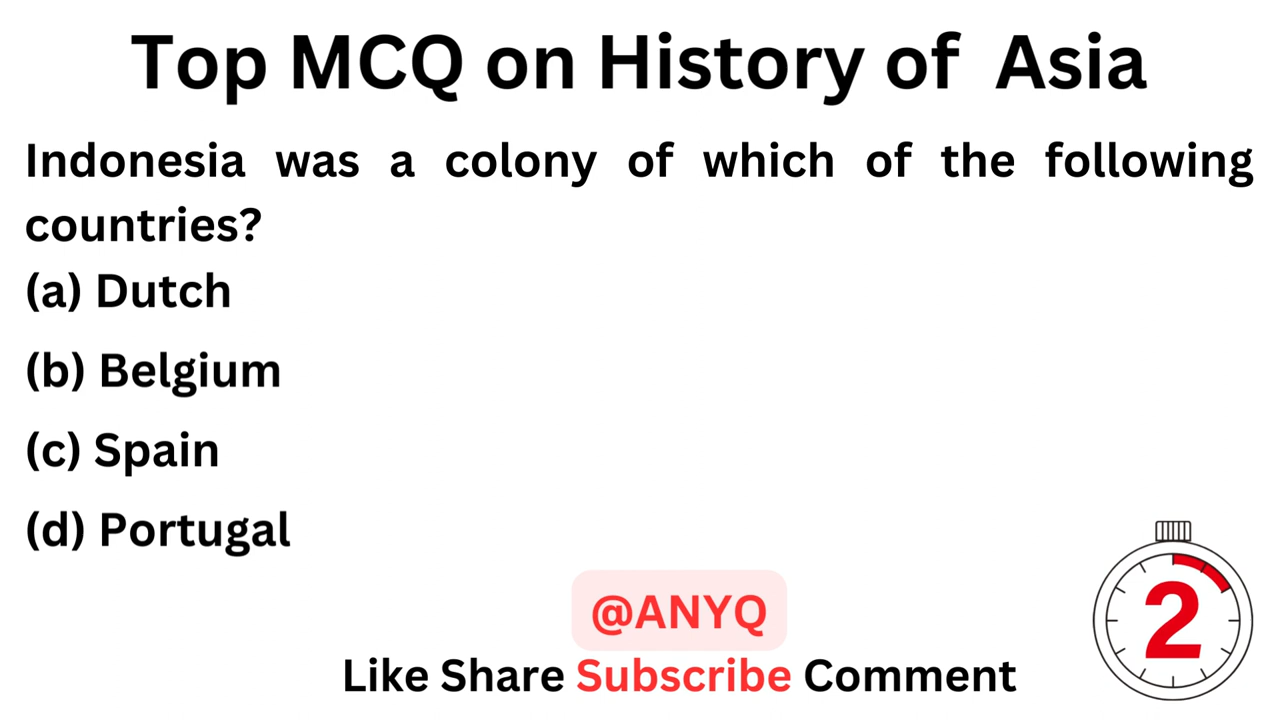 Top MCQ on History of Asia
Indonesia was a colony of which of the following
countries?
(a) Dutch
(b) Belgium
(c) Spain
(d) Portugal
2
@ANYQ
Like Share Subscribe Comment